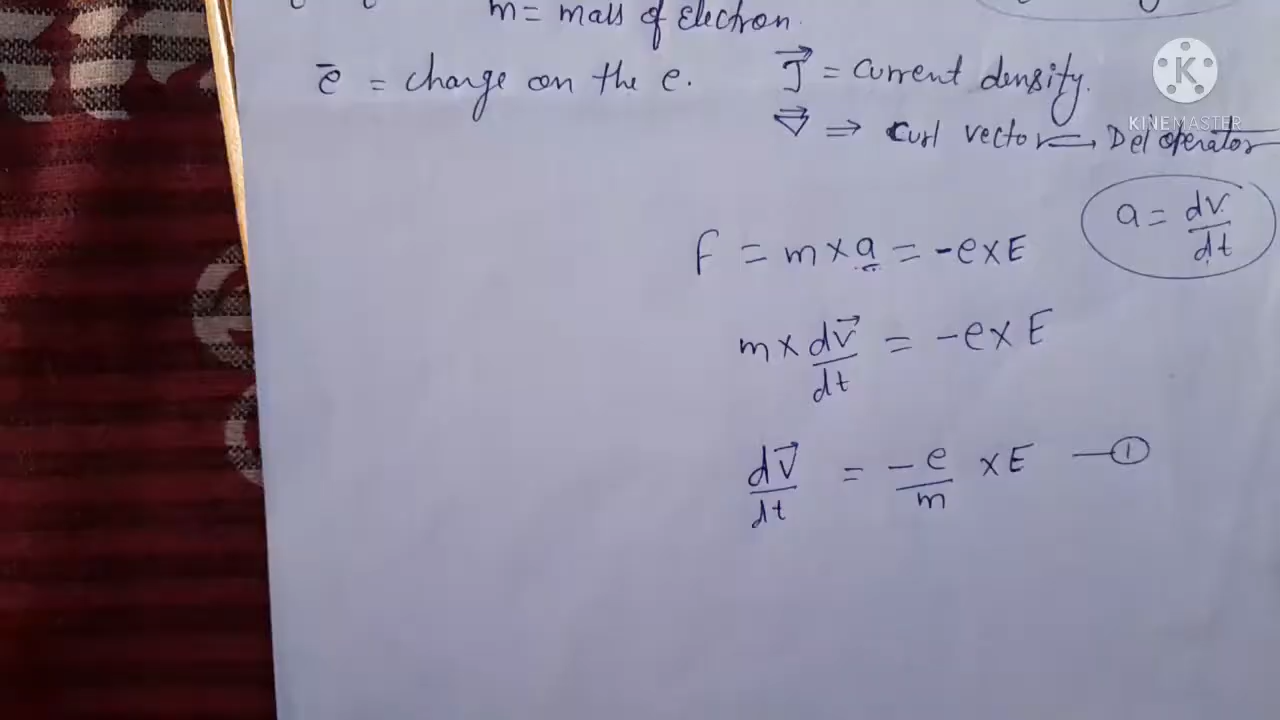 m = mass of Electron.
e̅ = charge on the e.
J⃗ = Current density.
∇⃗ ⇒ Curl vector → Del operator
KINEMASTER
a = dv/dt
F = m × a = -e × E
m × dv⃗/dt = -e × E
dv⃗/dt = -e/m × E — ①